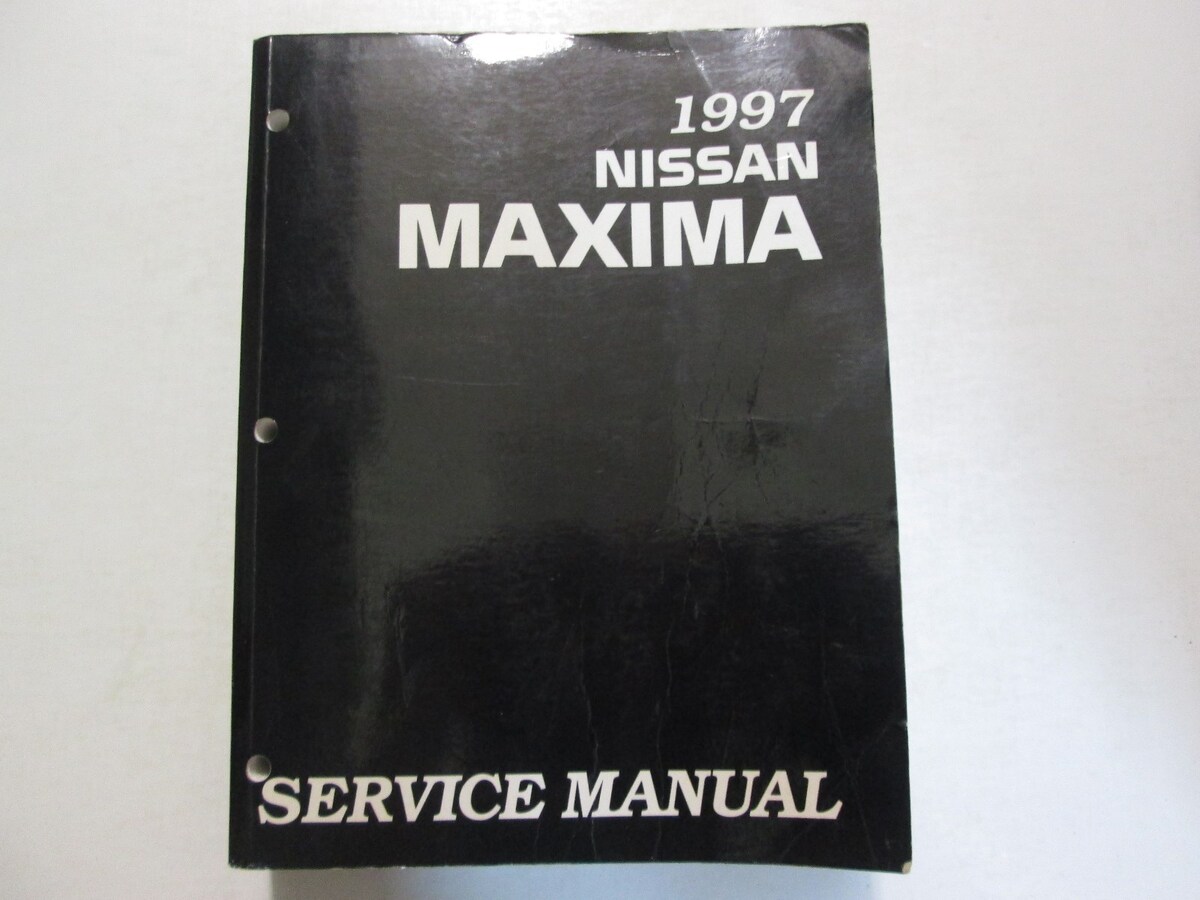 1997
NISSAN
MAXIMA
SERVICE MANUAL